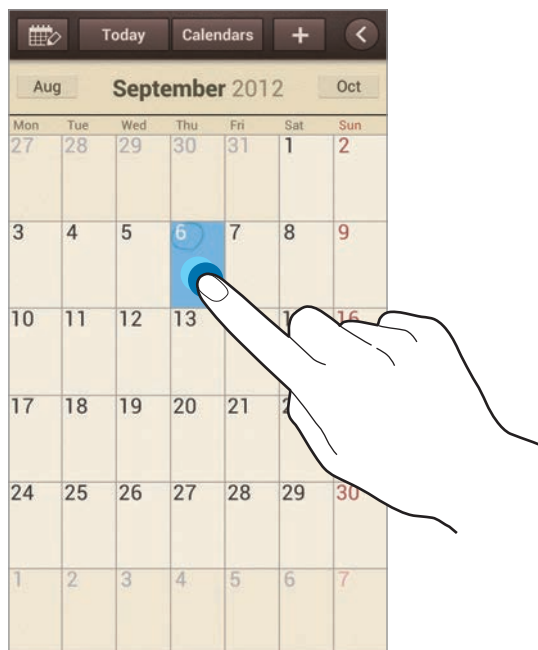 Today Calendars +
Aug September 2012 Oct
Mon Tue Wed Thu Fri Sat Sun
27 28 29 30 31 1 2
3 4 5 6 7 8 9
10 11 12 13 16
17 18 19 20 21
24 25 26 27 28 29 30
1 2 3 4 5 6 7